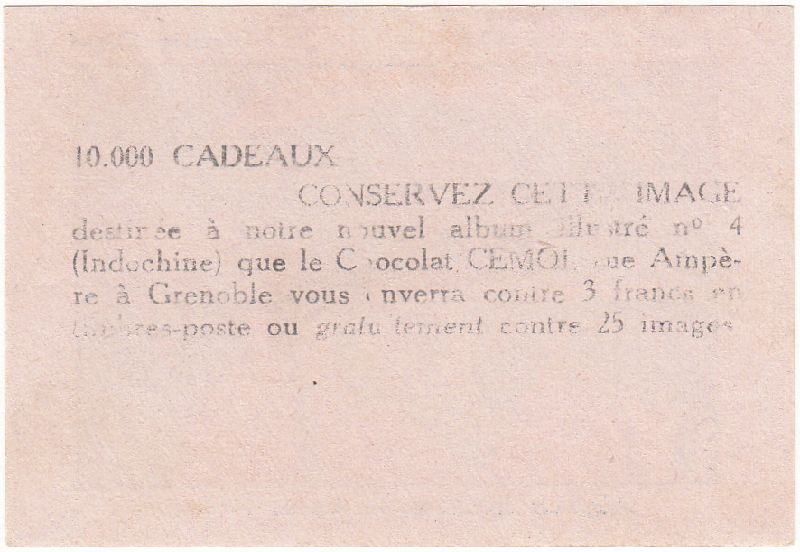 10.000 CADEAUX
CONSERVEZ CETTE IMAGE
destinee à notre nouvel album illustré nº 4
(Indochine) que le Chocolat CEMOI, rue Ampè-
re à Grenoble vous enverra contre 3 francs en
timbres-poste ou gratuitement contre 25 images.